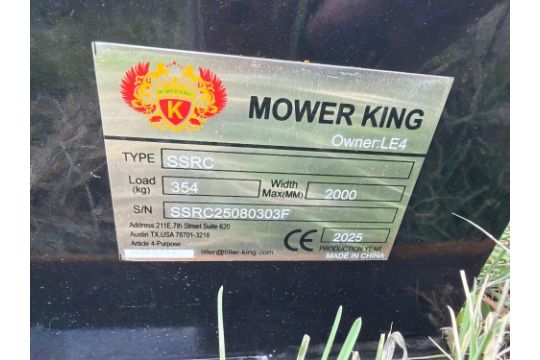 MOWER KING
K
MOWER KING
Owner:LE4
TYPE SSRC
Load (kg) 354 Width Max(MM) 2000
S/N SSRC25080303F
Address:211E.7th Street Suite 620
Austin TX.USA 78701-3218
Article 4-Purpose
tiller@tiller-king.com
CE 2025
PRODUCTION YEAR
MADE IN CHINA